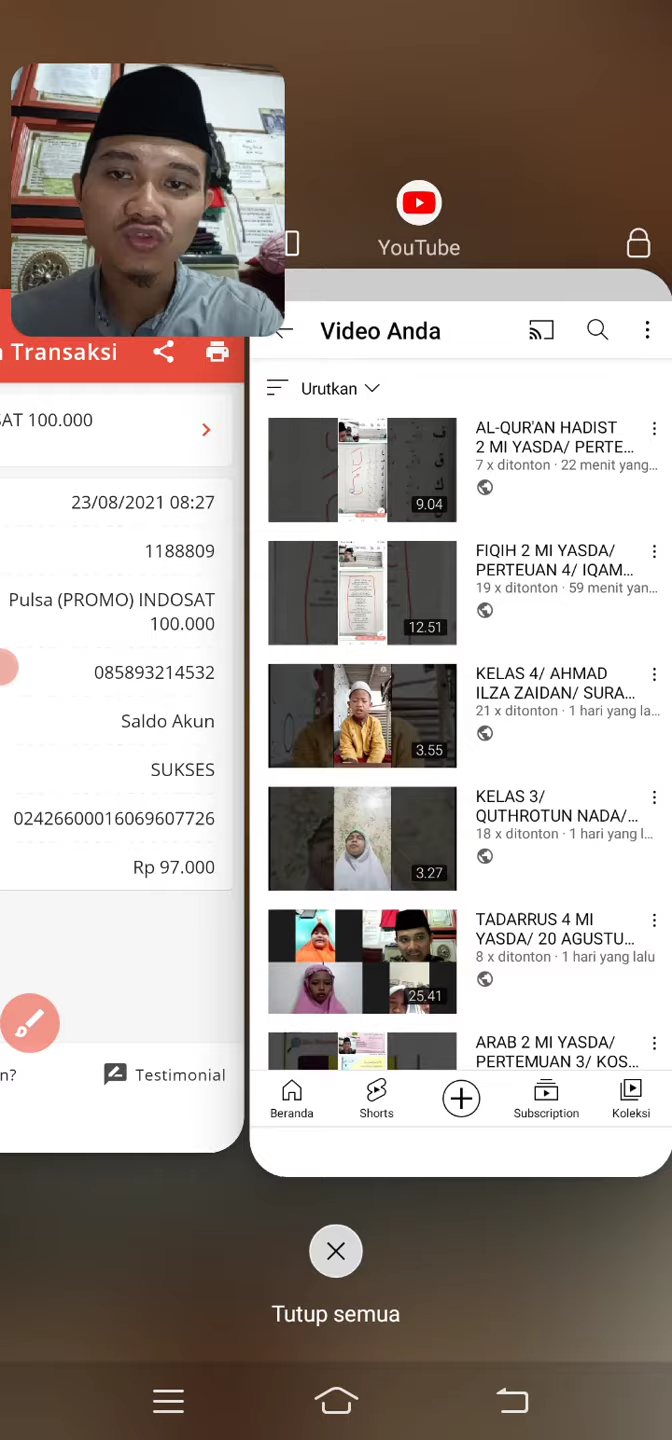 YouTube
Transaksi
SAT 100.000
23/08/2021 08:27
1188809
Pulsa (PROMO) INDOSAT
100.000
085893214532
Saldo Akun
SUKSES
02426600016069607726
Rp 97.000
n?
Testimonial
Video Anda
Urutkan
AL-QUR'AN HADIST
2 MI YASDA/ PERTE...
7 x ditonton · 22 menit yang...
9.04
FIQIH 2 MI YASDA/
PERTEUAN 4/ IQAM...
19 x ditonton · 59 menit yan...
12.51
KELAS 4/ AHMAD
ILZA ZAIDAN/ SURA...
21 x ditonton · 1 hari yang la...
3.55
KELAS 3/
QUTHROTUN NADA/...
18 x ditonton · 1 hari yang l...
3.27
TADARRUS 4 MI
YASDA/ 20 AGUSTU...
8 x ditonton · 1 hari yang lalu
25.41
ARAB 2 MI YASDA/
PERTEMUAN 3/ KOS...
Beranda
Shorts
Subscription
Koleksi
Tutup semua